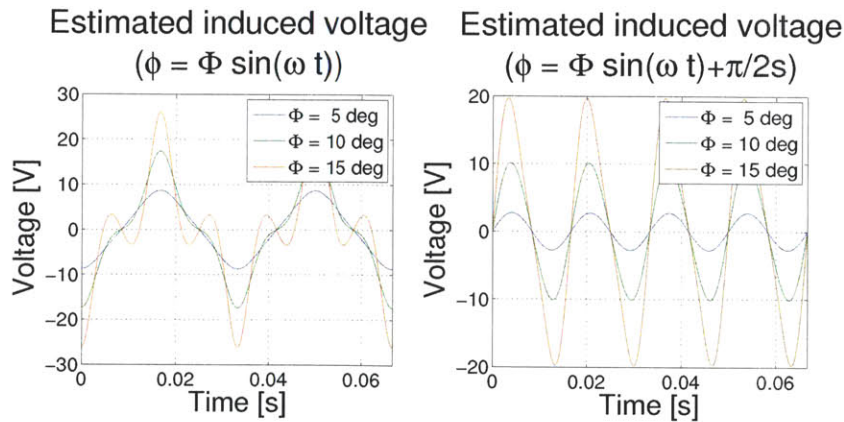 Estimated induced voltage
(ϕ = Φ sin(ω t))
30
20
10
0
−10
−20
−30
Voltage [V]
Φ = 5 deg
Φ = 10 deg
Φ = 15 deg
0
0.02
0.04
0.06
Time [s]
Estimated induced voltage
(ϕ = Φ sin(ω t)+π/2s)
20
10
0
−10
−20
Voltage [V]
Φ = 5 deg
Φ = 10 deg
Φ = 15 deg
0
0.02
0.04
0.06
Time [s]